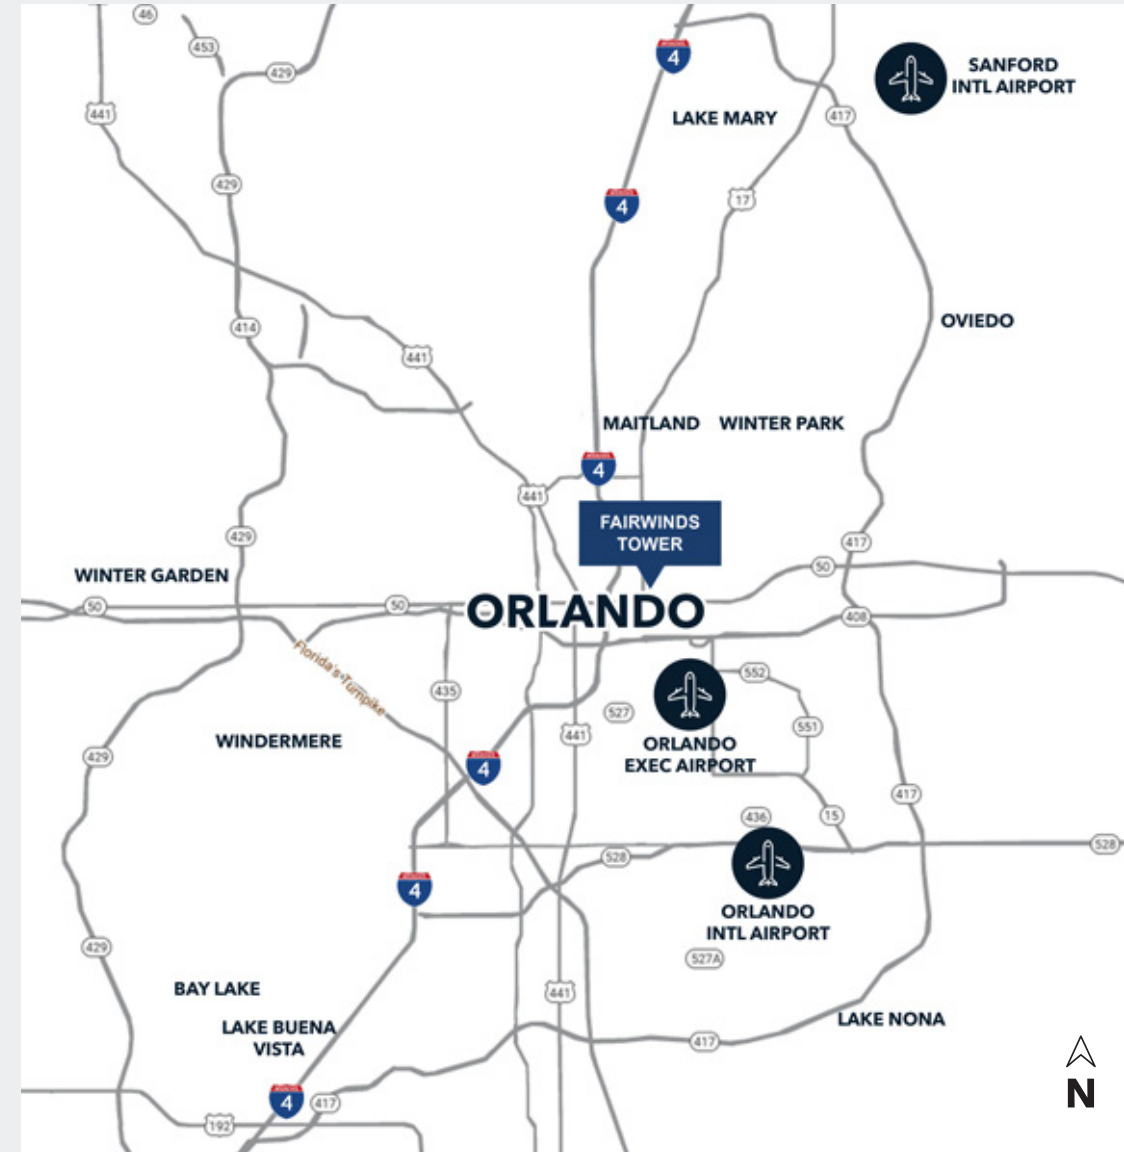 46
4
453
SANFORD
INTL AIRPORT
429
441
LAKE MARY
417
429
17
4
OVIEDO
414
441
MAITLAND
WINTER PARK
4
441
FAIRWINDS
TOWER
429
417
50
WINTER GARDEN
50
50
ORLANDO
408
Florida's Turnpike
552
435
527
551
441
WINDERMERE
ORLANDO
EXEC AIRPORT
429
4
417
436
15
528
528
4
ORLANDO
INTL AIRPORT
429
527A
BAY LAKE
441
LAKE NONA
LAKE BUENA
VISTA
417
4
417
192
N